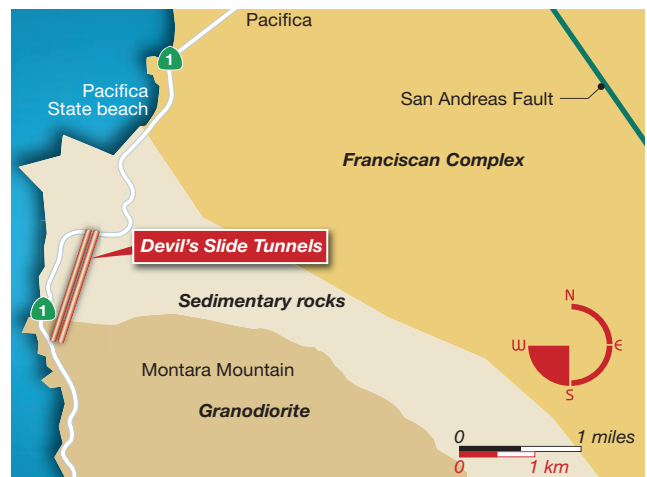 Pacifica
1
Pacifica
State beach
San Andreas Fault
Franciscan Complex
Devil's Slide Tunnels
Sedimentary rocks
1
N
W
E
S
Montara Mountain
Granodiorite
0 1 miles
0 1 km